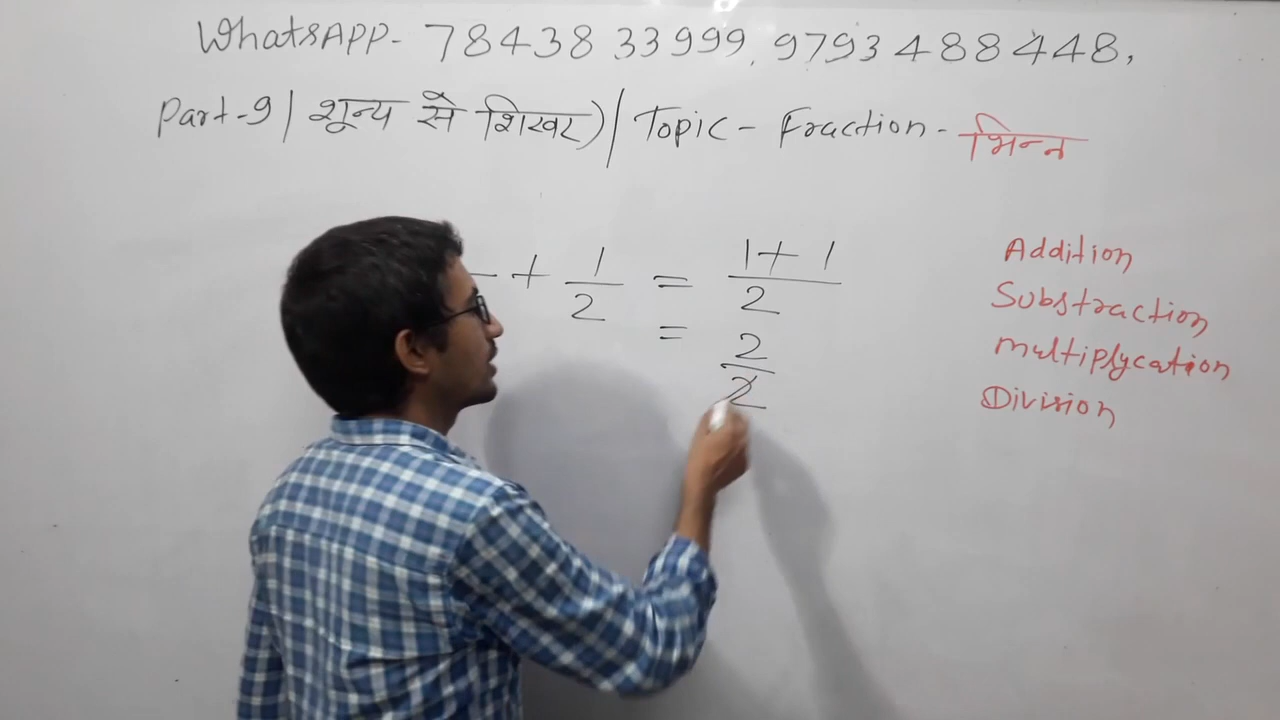 WhatsAPP- 78438 33999, 9793488448,
Part-9 | शून्य से शिखर) | Topic - Fraction - भिन्न
+ 1/2 = 1+1/2
= 2/2
Addition
Substraction
Multiplycation
Division